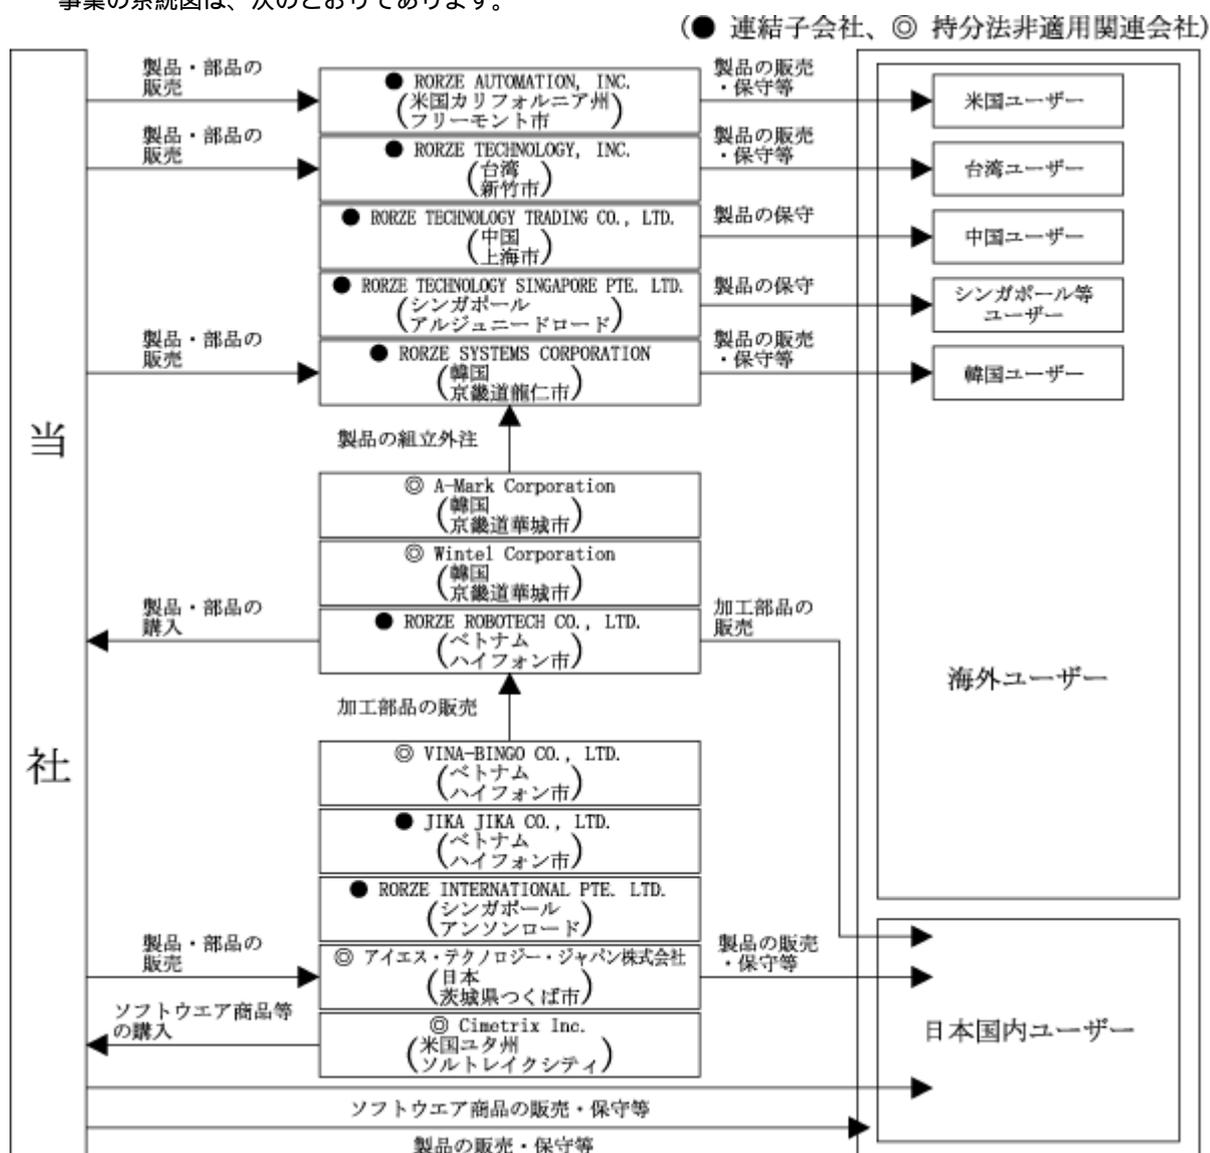 事業の系統図は、次のとおりであります。
(● 連結子会社、◎ 持分法非適用関連会社)
当社
製品・部品の
販売
● RORZE AUTOMATION, INC.
(米国カリフォルニア州
フリーモント市)
製品の販売
・保守等
米国ユーザー
製品・部品の
販売
● RORZE TECHNOLOGY, INC.
(台湾
新竹市)
製品の販売
・保守等
台湾ユーザー
● RORZE TECHNOLOGY TRADING CO., LTD.
(中国
上海市)
製品の保守
中国ユーザー
● RORZE TECHNOLOGY SINGAPORE PTE. LTD.
(シンガポール
アルジュニードロード)
製品の保守
シンガポール等
ユーザー
製品・部品の
販売
● RORZE SYSTEMS CORPORATION
(韓国
京畿道龍仁市)
製品の販売
・保守等
韓国ユーザー
製品の組立外注
◎ A-Mark Corporation
(韓国
京畿道華城市)
◎ Wintel Corporation
(韓国
京畿道華城市)
製品・部品の
購入
● RORZE ROBOTECH CO., LTD.
(ベトナム
ハイフォン市)
加工部品の
販売
海外ユーザー
加工部品の販売
◎ VINA-BINGO CO., LTD.
(ベトナム
ハイフォン市)
● JIKA JIKA CO., LTD.
(ベトナム
ハイフォン市)
● RORZE INTERNATIONAL PTE. LTD.
(シンガポール
アンソンロード)
製品・部品の
販売
◎ アイエス・テクノロジー・ジャパン株式会社
(日本
茨城県つくば市)
製品の販売
・保守等
ソフトウエア商品等
の購入
◎ Cimetrix Inc.
(米国ユタ州
ソルトレイクシティ)
日本国内ユーザー
ソフトウエア商品の販売・保守等
製品の販売・保守等